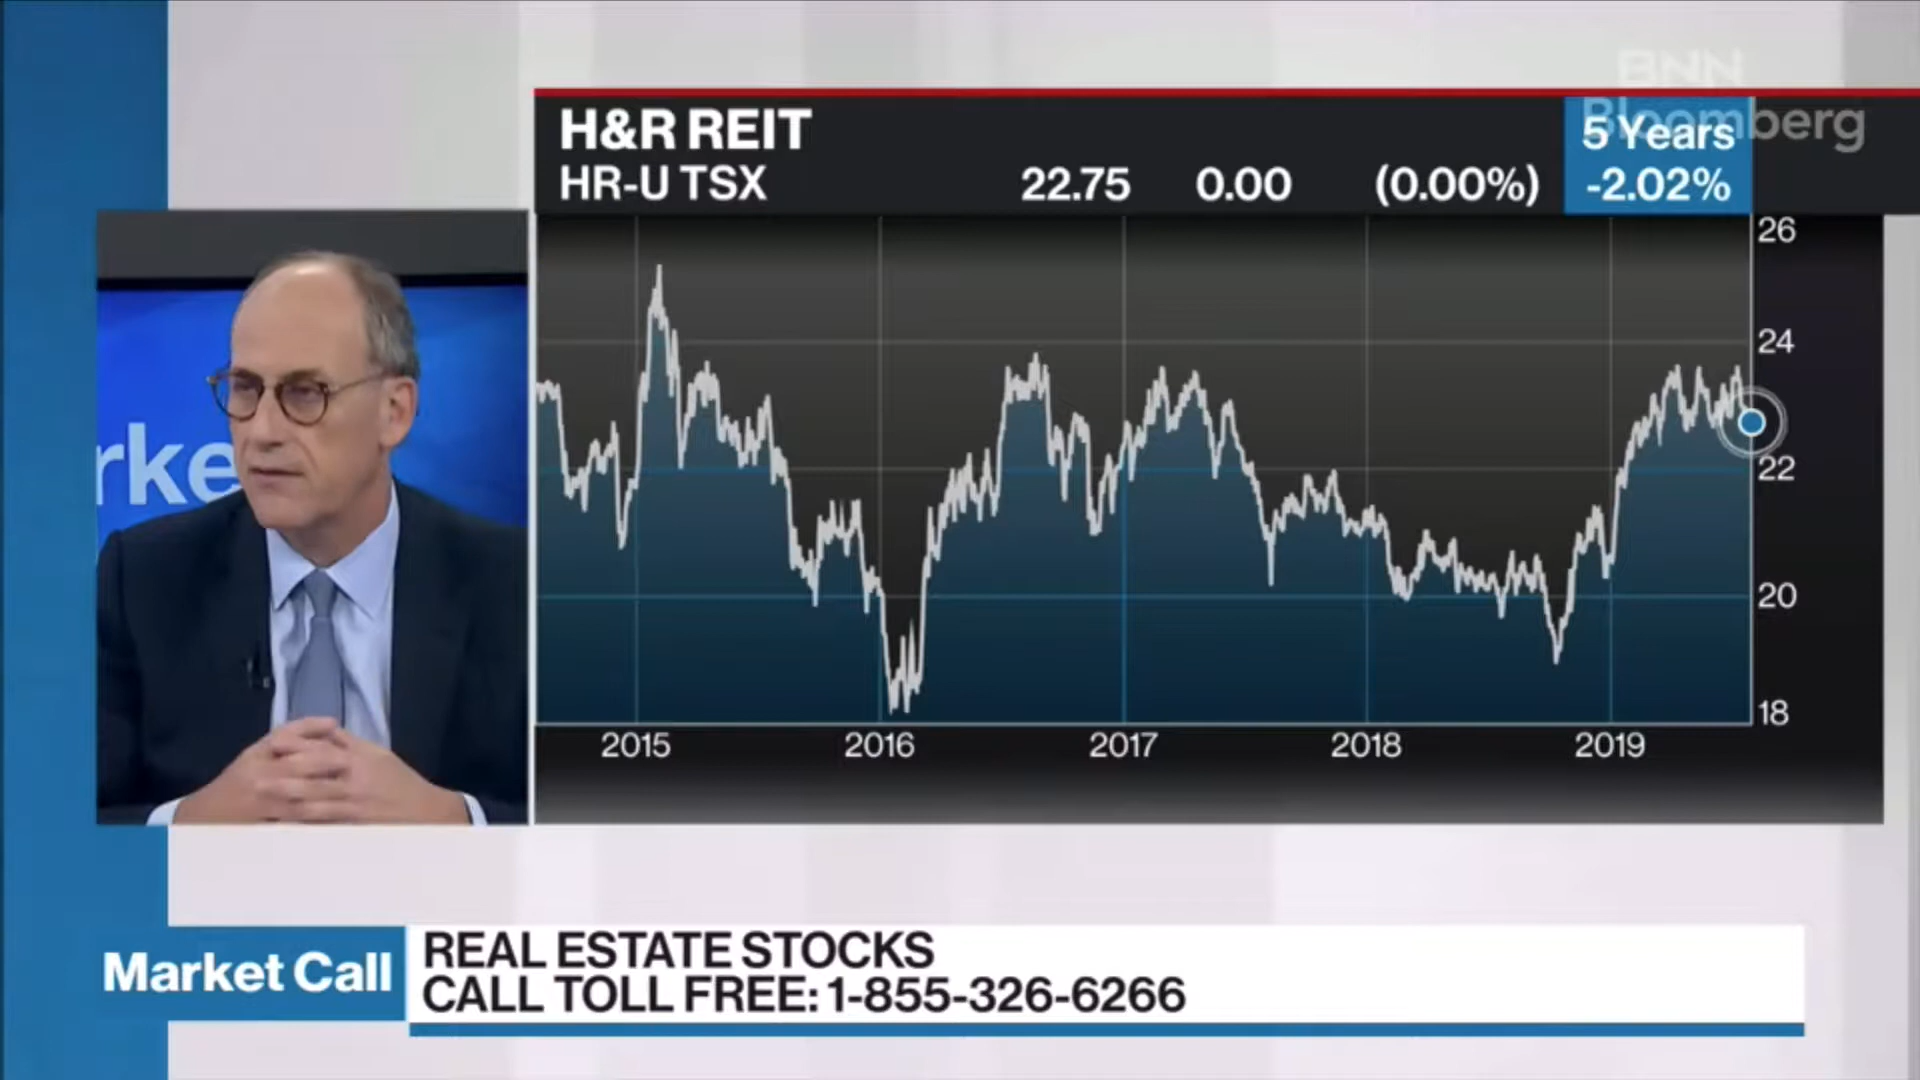 BNN
Bloomberg
H&R REIT
HR-U TSX 22.75 0.00 (0.00%)
5 Years
-2.02%
26
24
22
20
18
2015 2016 2017 2018 2019
rke
Market Call
REAL ESTATE STOCKS
CALL TOLL FREE: 1-855-326-6266